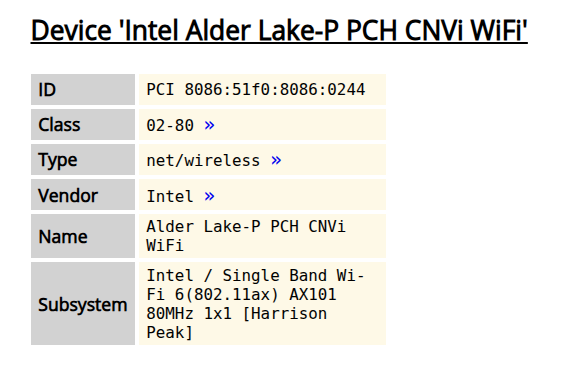 Device 'Intel Alder Lake-P PCH CNVi WiFi'
ID PCI 8086:51f0:8086:0244
Class 02-80 »
Type net/wireless »
Vendor Intel »
Name Alder Lake-P PCH CNVi
WiFi
Subsystem Intel / Single Band Wi-
Fi 6(802.11ax) AX101
80MHz 1x1 [Harrison
Peak]